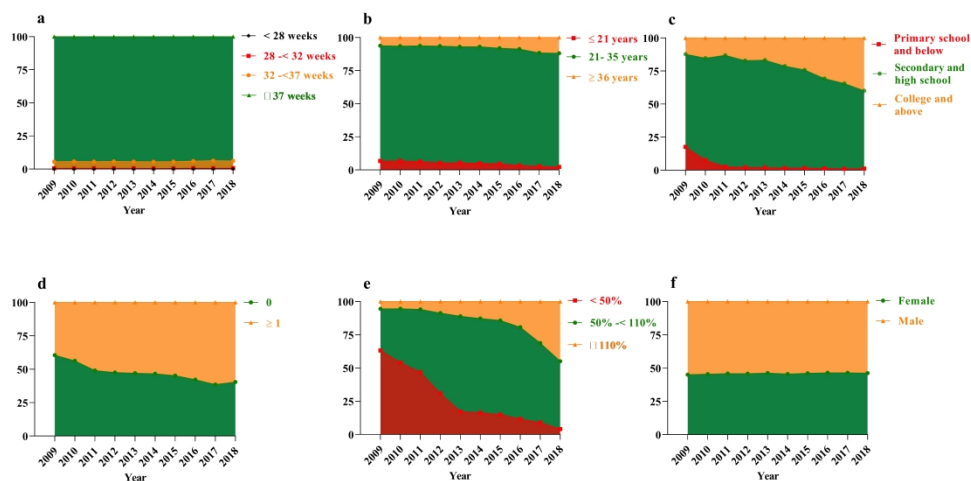 a
100
75
50
25
0
2009 2010 2011 2012 2013 2014 2015 2016 2017 2018
Year
< 28 weeks
28 -< 32 weeks
32 -<37 weeks
□ 37 weeks
b
100
75
50
25
0
2009 2010 2011 2012 2013 2014 2015 2016 2017 2018
Year
≤ 21 years
21- 35 years
≥ 36 years
c
100
75
50
25
0
2009 2010 2011 2012 2013 2014 2015 2016 2017 2018
Year
Primary school
and below
Secondary and
high school
College and
above
d
100
75
50
25
0
2009 2010 2011 2012 2013 2014 2015 2016 2017 2018
Year
0
≥ 1
e
100
75
50
25
0
2009 2010 2011 2012 2013 2014 2015 2016 2017 2018
Year
< 50%
50% -< 110%
□ 110%
f
100
75
50
25
0
2009 2010 2011 2012 2013 2014 2015 2016 2017 2018
Year
Female
Male